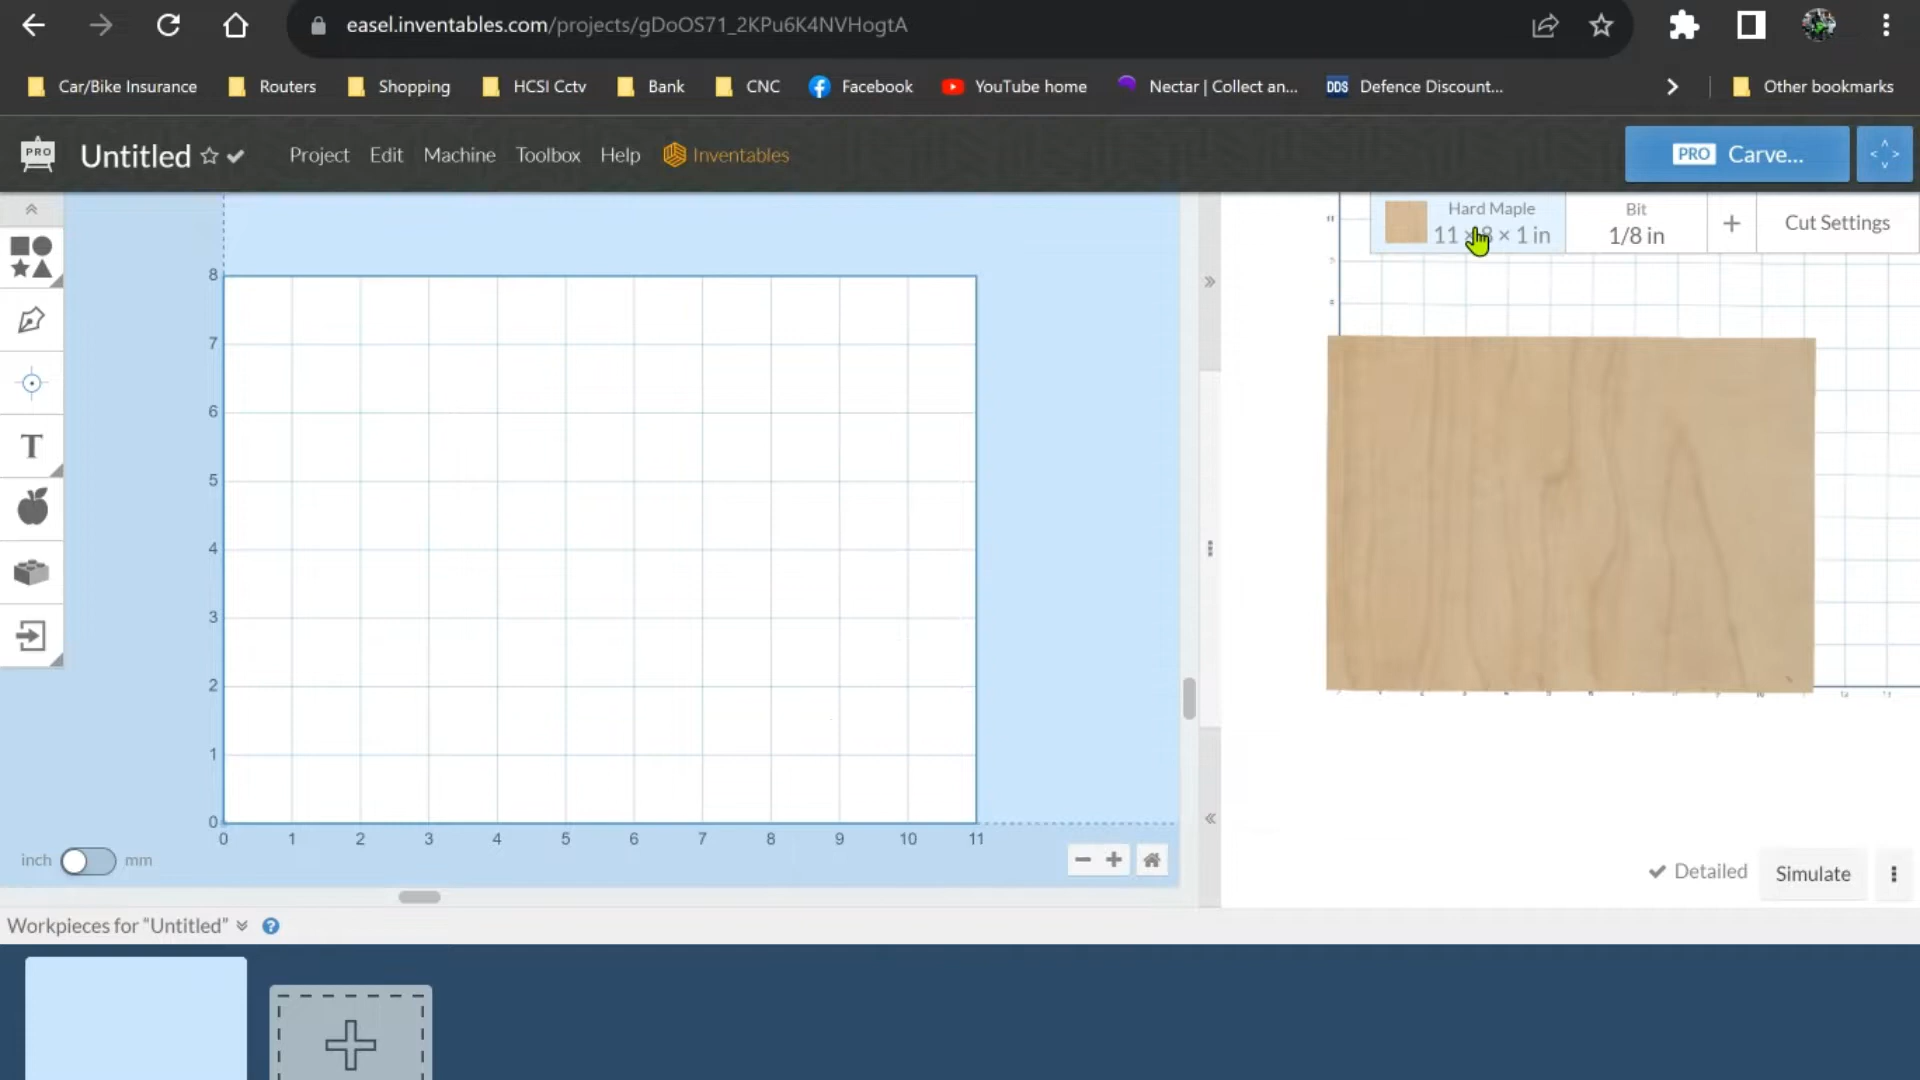 easel.inventables.com/projects/gDoOS71_2KPu6K4NVHogtA
Car/Bike Insurance Routers Shopping HCSI Cctv Bank CNC Facebook YouTube home Nectar | Collect an... DDS Defence Discount... Other bookmarks
PRO Untitled Project Edit Machine Toolbox Help Inventables PRO Carve...
Hard Maple
11 × 8 × 1 in
Bit
1/8 in
+
Cut Settings
8
7
6
5
4
3
2
1
0
0 1 2 3 4 5 6 7 8 9 10 11
T
inch mm
Detailed Simulate
Workpieces for "Untitled" ?